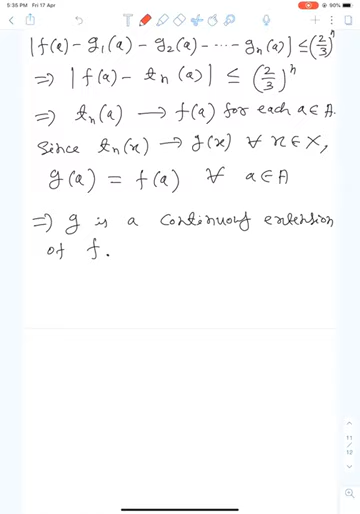 5:35 PM Fri 17 Apr
90%
|f(a) - g₁(a) - g₂(a) - ---- gₙ(a)| ≤ (2/3)ⁿ
⇒ |f(a) - tₙ(a)| ≤ (2/3)ⁿ
⇒ tₙ(a) → f(a) for each a∈A.
Since tₙ(x) → g(x) ∀ x∈X,
g(a) = f(a) ∀ a∈A
⇒ g is a continuous extension
of f.
11
/
12